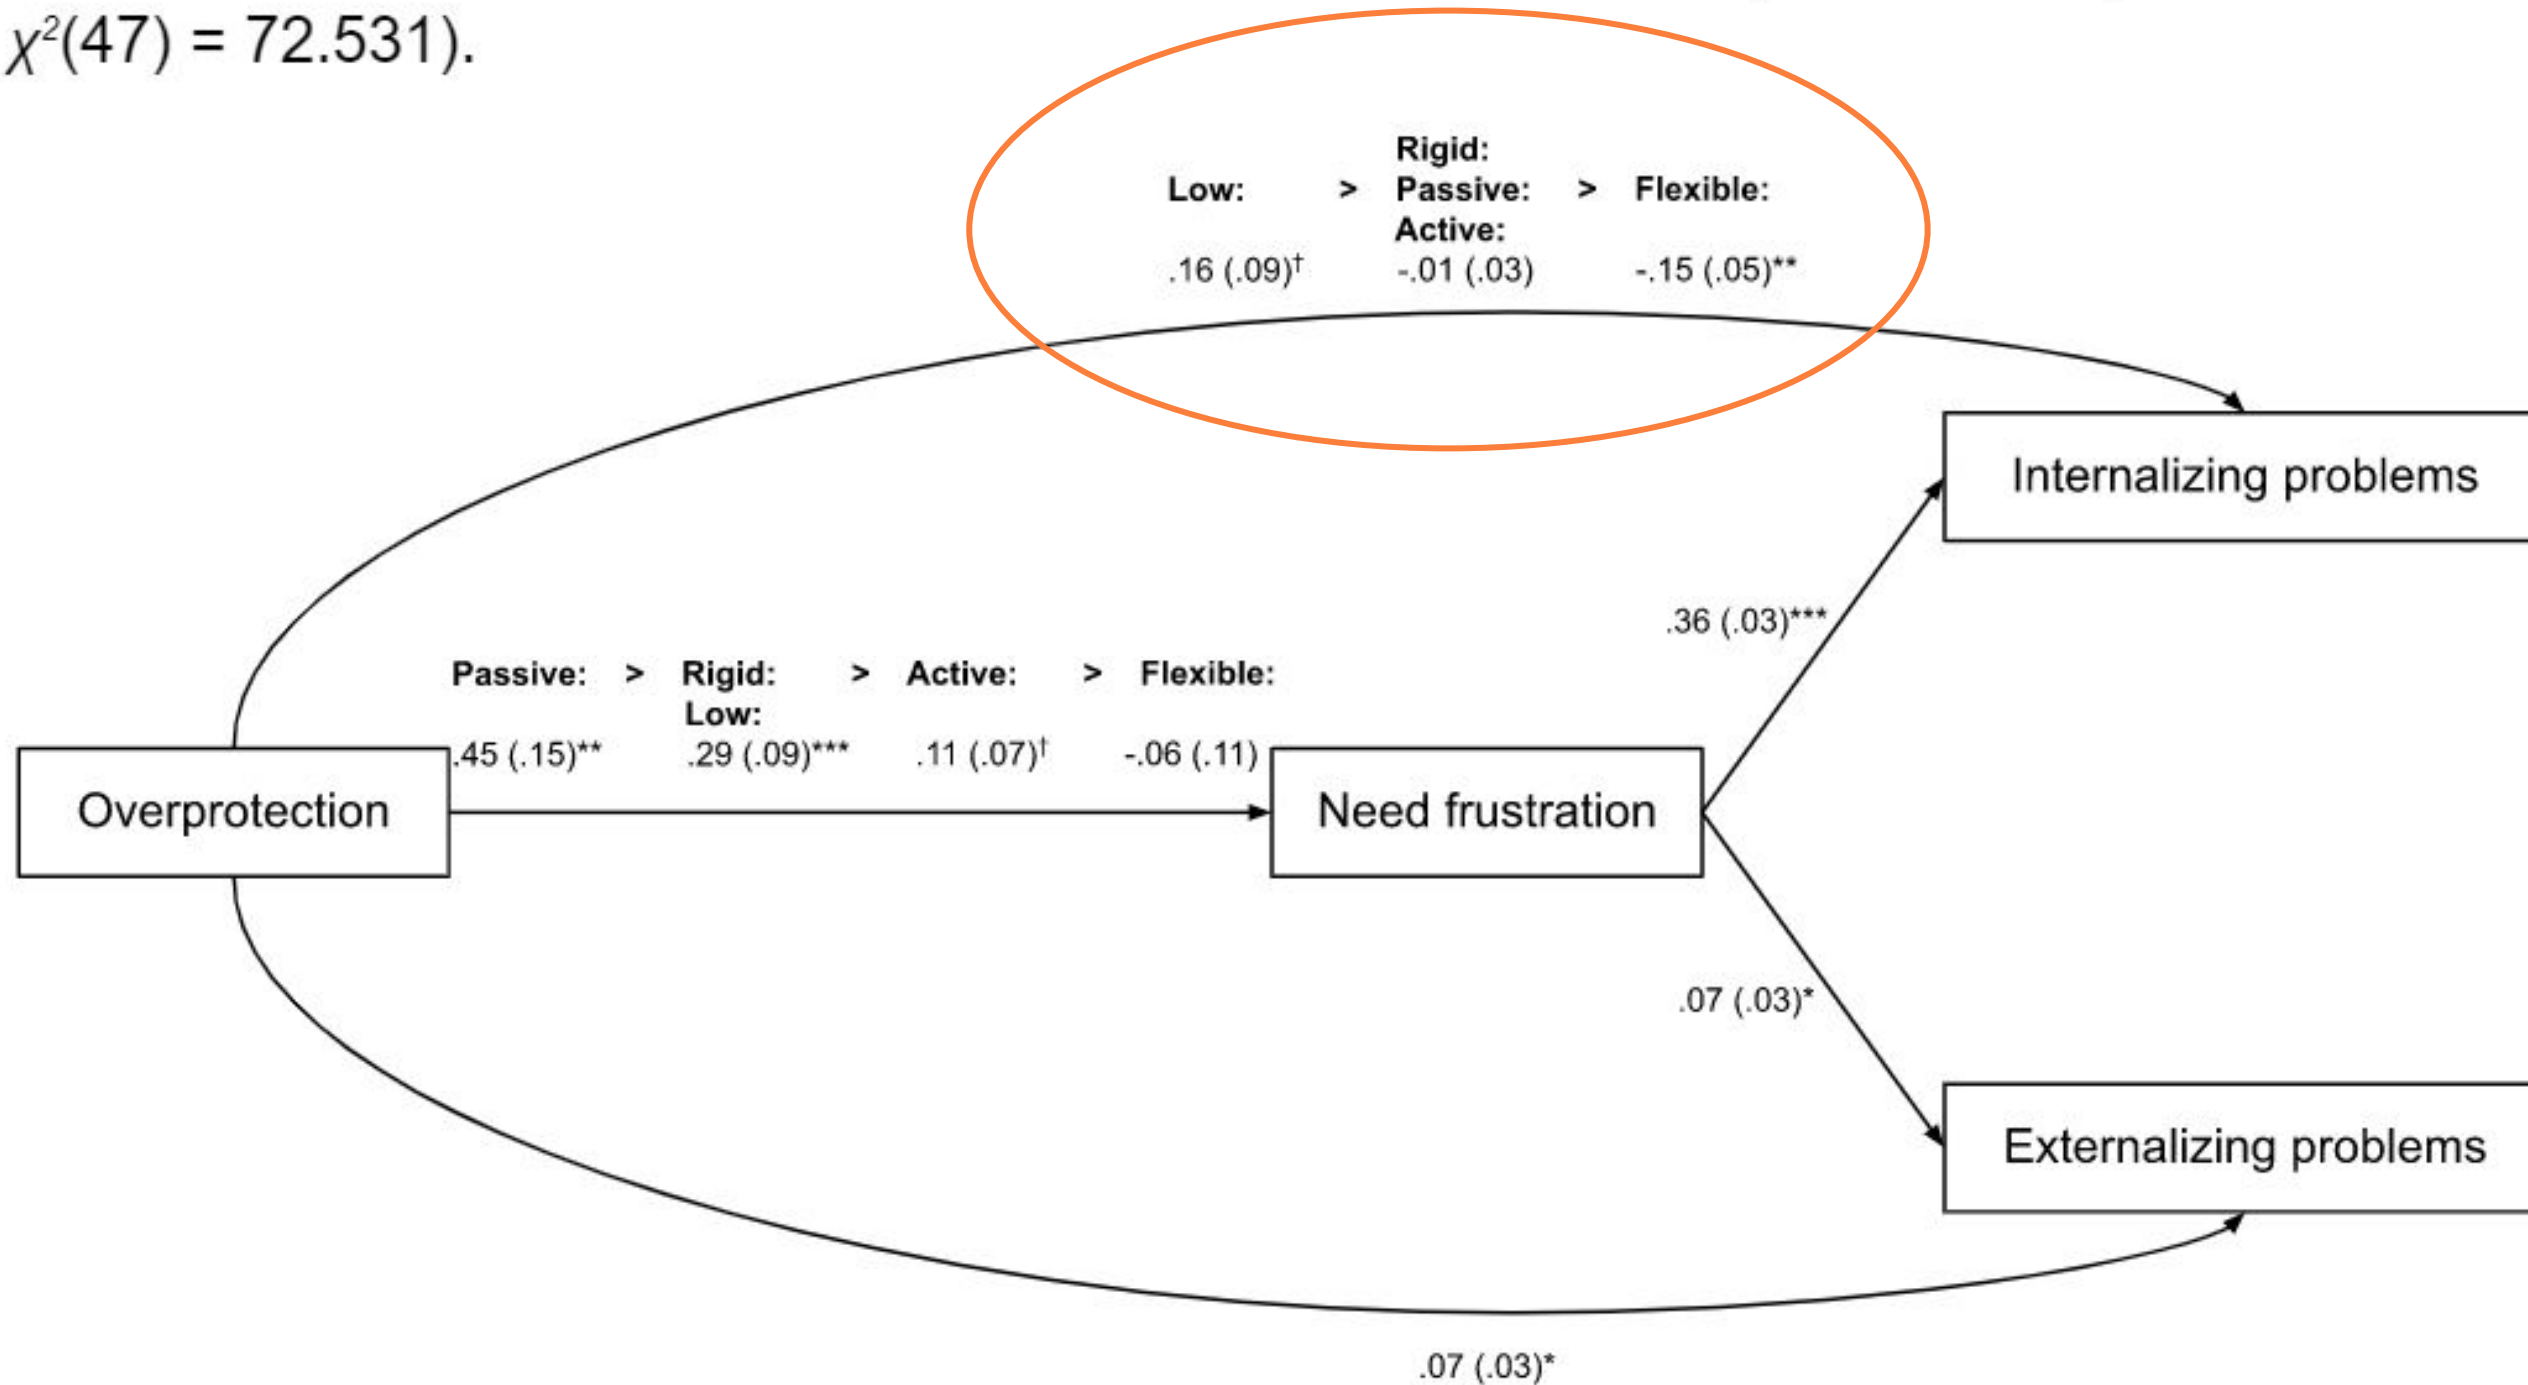 χ²(47) = 72.531).
Rigid:
Low: > Passive: > Flexible:
Active:
.16 (.09)† -.01 (.03) -.15 (.05)**
Internalizing problems
.36 (.03)***
Passive: > Rigid: > Active: > Flexible:
Low:
.45 (.15)** .29 (.09)*** .11 (.07)† -.06 (.11)
Overprotection
Need frustration
.07 (.03)*
Externalizing problems
.07 (.03)*